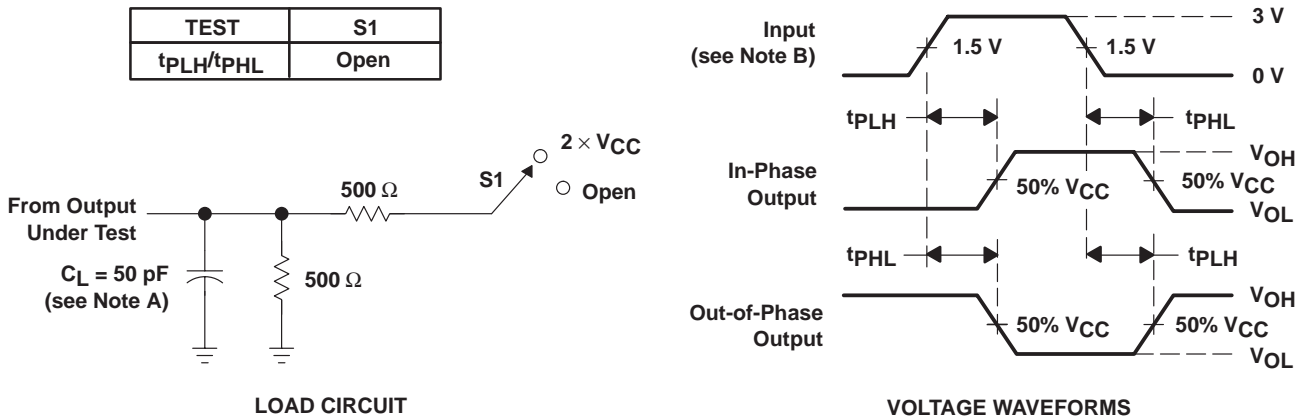 TEST S1
tPLH/tPHL Open
2 × VCC
S1
Open
500 Ω
From Output
Under Test
CL = 50 pF
(see Note A)
500 Ω
LOAD CIRCUIT
Input
(see Note B)
1.5 V
1.5 V
3 V
0 V
tPLH
tPHL
In-Phase
Output
50% VCC
50% VCC
VOH
VOL
tPHL
tPLH
Out-of-Phase
Output
50% VCC
50% VCC
VOH
VOL
VOLTAGE WAVEFORMS